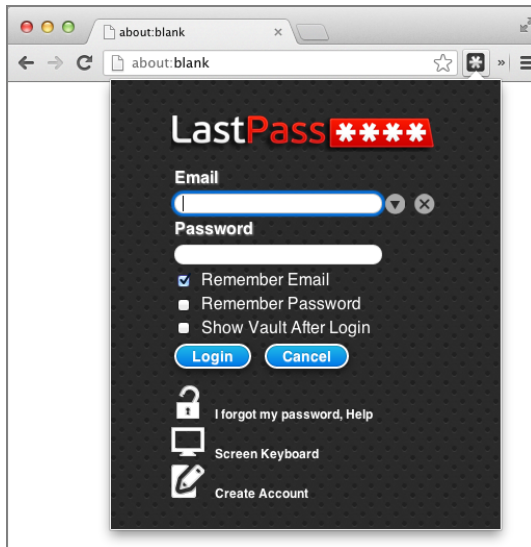 about:blank
about:blank
»
LastPass ****
Email
Password
Remember Email
Remember Password
Show Vault After Login
Login Cancel
I forgot my password, Help
Screen Keyboard
Create Account